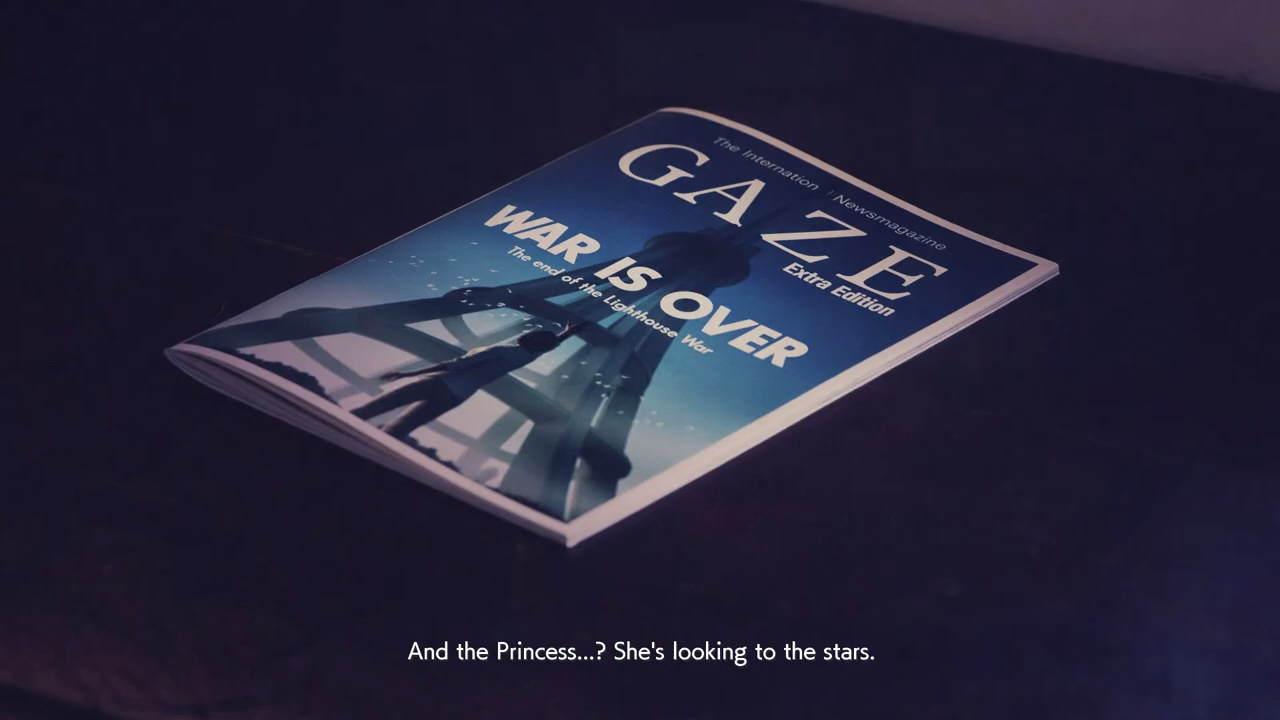 The Internation   l Newsmagazine
GAZE
Extra Edition
WAR IS OVER
The end of the Lighthouse War
And the Princess...? She's looking to the stars.